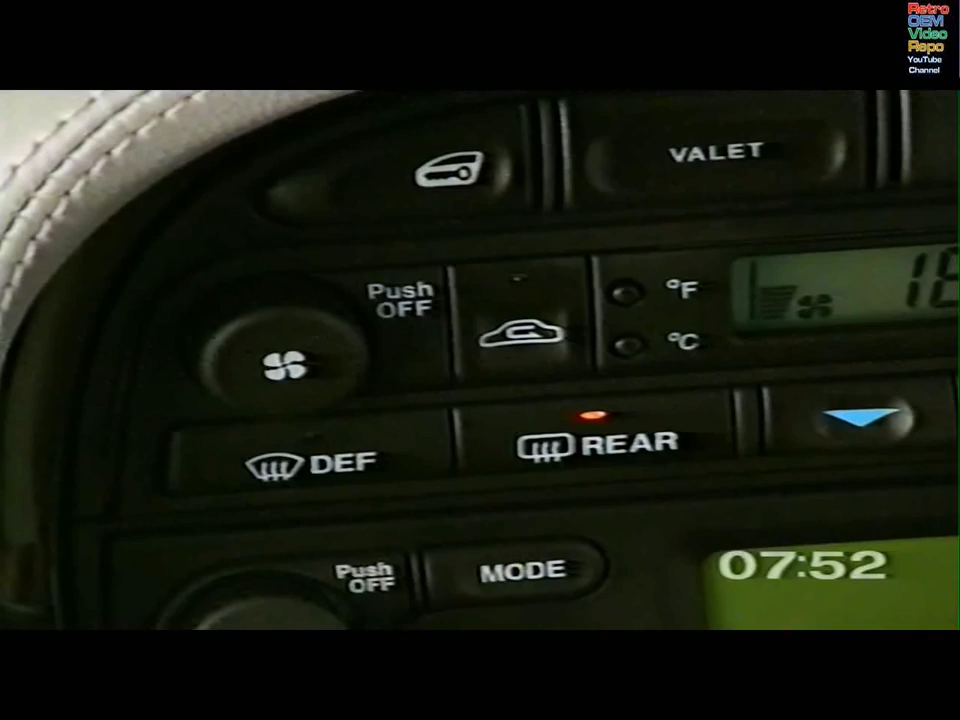 Retro
OEM
Video
Repo
YouTube
Channel
VALET
Push
OFF
°F
°C
DEF
REAR
Push
OFF
MODE
07:52